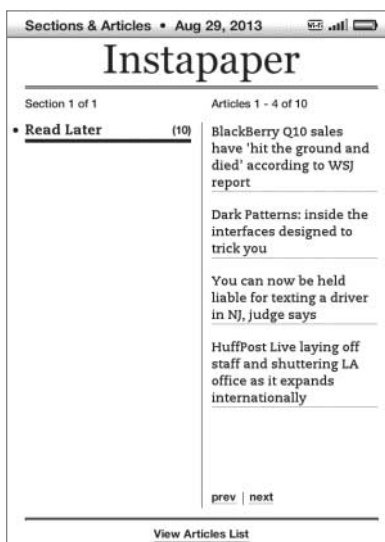 Sections & Articles • Aug 29, 2013
Wi-Fi
Instapaper
Section 1 of 1
• Read Later (10)
Articles 1 - 4 of 10
BlackBerry Q10 sales
have 'hit the ground and
died' according to WSJ
report
Dark Patterns: inside the
interfaces designed to
trick you
You can now be held
liable for texting a driver
in NJ, judge says
HuffPost Live laying off
staff and shuttering LA
office as it expands
internationally
prev | next
View Articles List